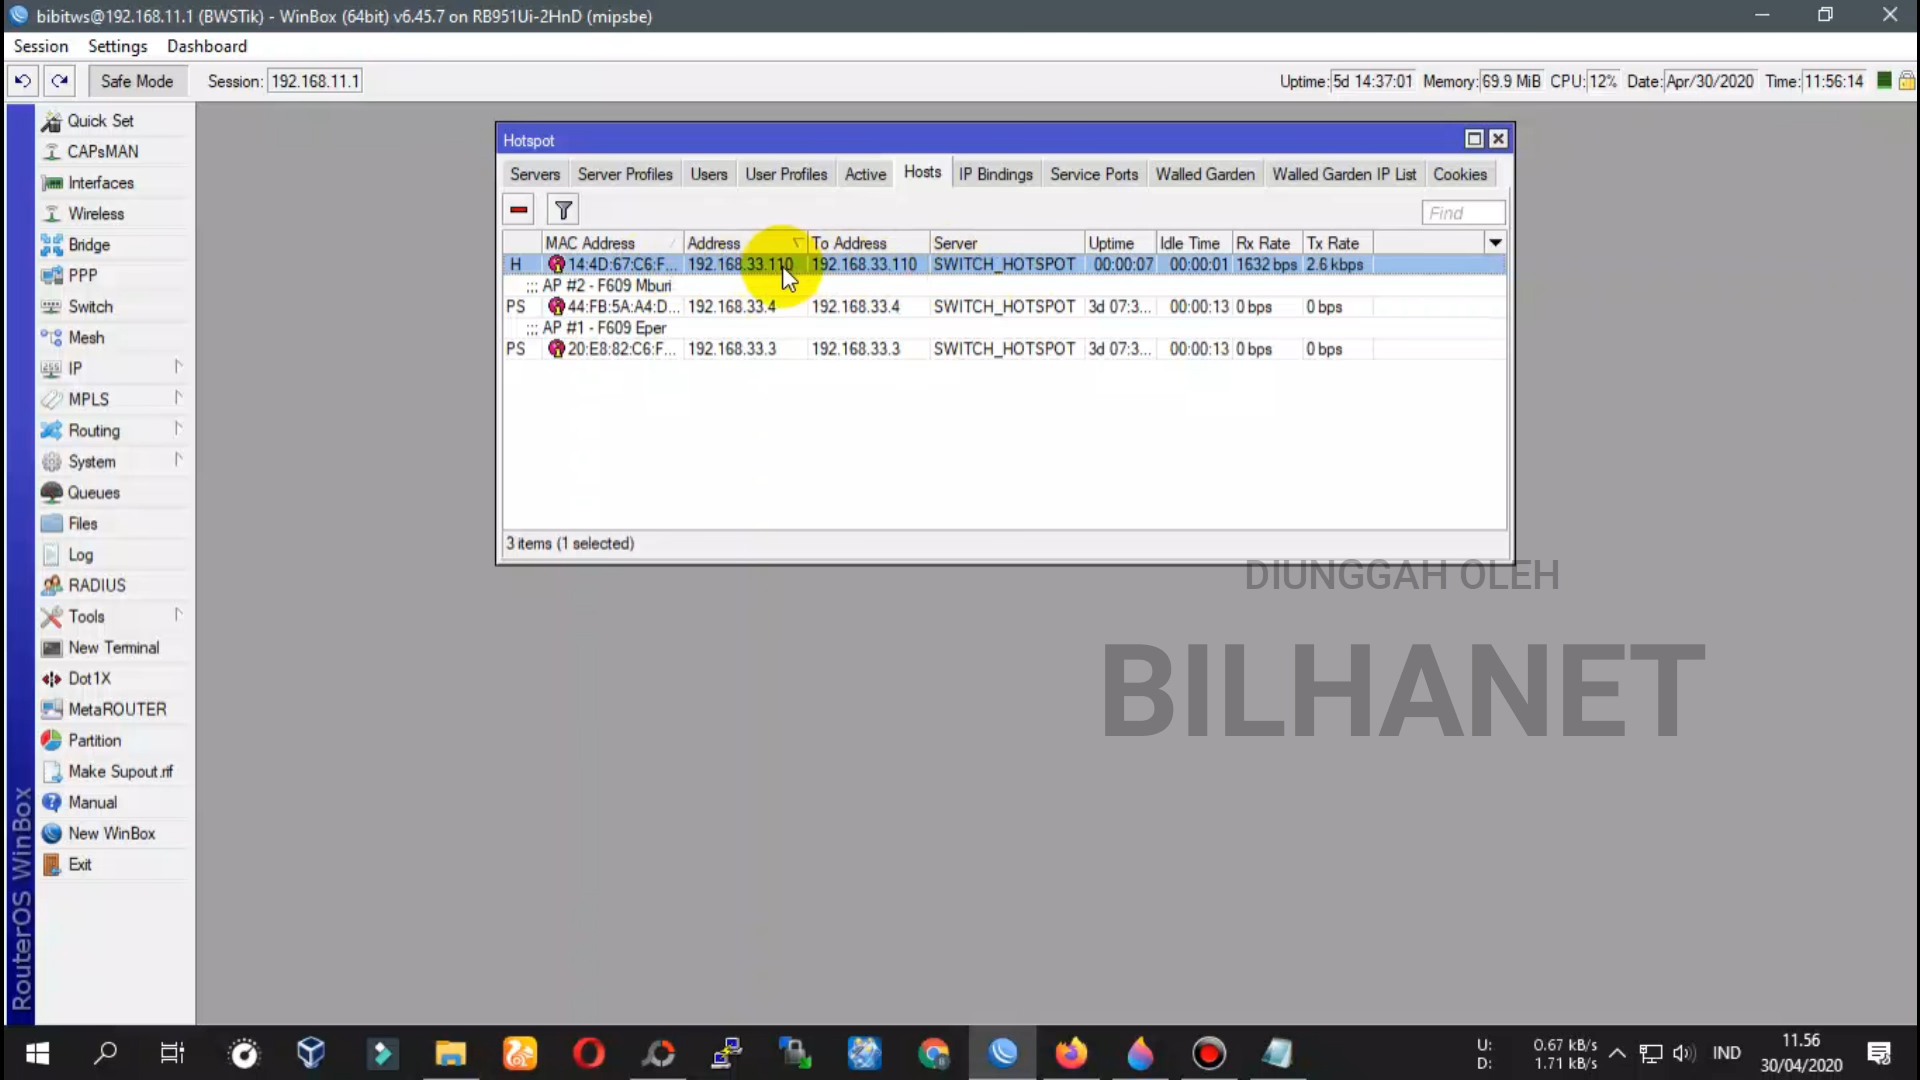 bibitws@192.168.11.1 (BWSTik) - WinBox (64bit) v6.45.7 on RB951Ui-2HnD (mipsbe)
Session Settings Dashboard
Safe Mode Session: 192.168.11.1 Uptime: 5d 14:37:01 Memory: 69.9 MiB CPU: 12% Date: Apr/30/2020 Time: 11:56:14
Quick Set
CAPsMAN
Interfaces
Wireless
Bridge
PPP
Switch
Mesh
IP
MPLS
Routing
System
Queues
Files
Log
RADIUS
Tools
New Terminal
Dot1X
MetaROUTER
Partition
Make Supout.rif
Manual
New WinBox
Exit
RouterOS WinBox
Hotspot
Servers Server Profiles Users User Profiles Active Hosts IP Bindings Service Ports Walled Garden Walled Garden IP List Cookies
Find
MAC Address Address To Address Server Uptime Idle Time Rx Rate Tx Rate
H 14:4D:67:C6:F... 192.168.33.110 192.168.33.110 SWITCH_HOTSPOT 00:00:07 00:00:01 1632 bps 2.6 kbps
::: AP #2 - F609 Mburi
PS 44:FB:5A:A4:D... 192.168.33.4 192.168.33.4 SWITCH_HOTSPOT 3d 07:3... 00:00:13 0 bps 0 bps
::: AP #1 - F609 Eper
PS 20:E8:82:C6:F... 192.168.33.3 192.168.33.3 SWITCH_HOTSPOT 3d 07:3... 00:00:13 0 bps 0 bps
3 items (1 selected)
DIUNGGAH OLEH
BILHANET
U: 0.67 kB/s
D: 1.71 kB/s
IND
11.56
30/04/2020